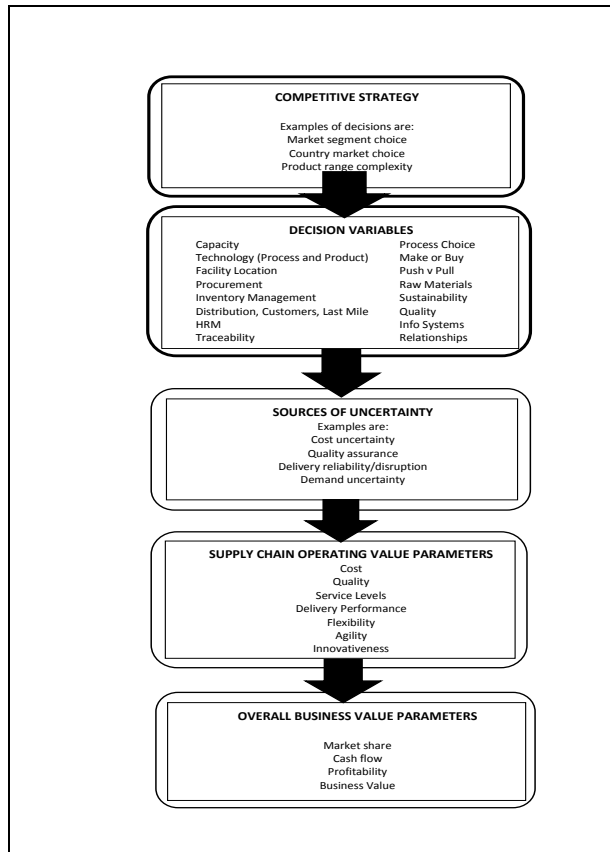 COMPETITIVE STRATEGY
Examples of decisions are:
Market segment choice
Country market choice
Product range complexity
DECISION VARIABLES
Capacity Process Choice
Technology (Process and Product) Make or Buy
Facility Location Push v Pull
Procurement Raw Materials
Inventory Management Sustainability
Distribution, Customers, Last Mile Quality
HRM Info Systems
Traceability Relationships
SOURCES OF UNCERTAINTY
Examples are:
Cost uncertainty
Quality assurance
Delivery reliability/disruption
Demand uncertainty
SUPPLY CHAIN OPERATING VALUE PARAMETERS
Cost
Quality
Service Levels
Delivery Performance
Flexibility
Agility
Innovativeness
OVERALL BUSINESS VALUE PARAMETERS
Market share
Cash flow
Profitability
Business Value